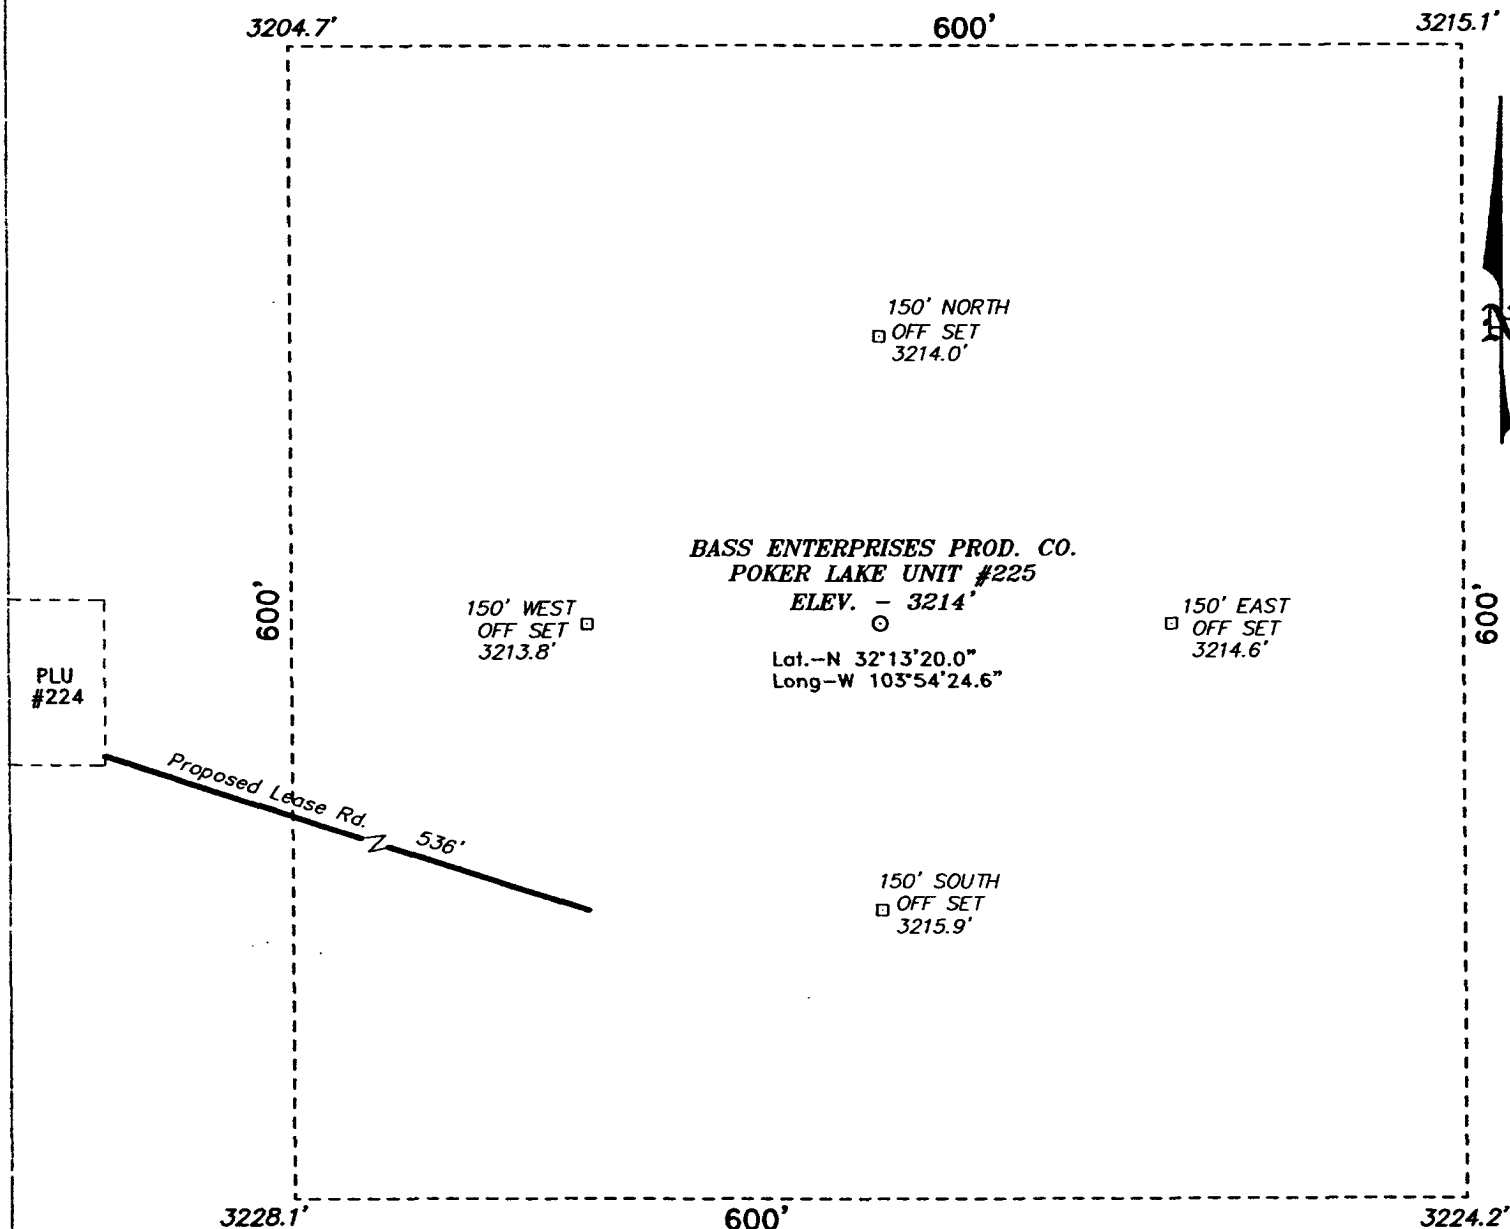 3204.7'
600'
3215.1'
N
150' NORTH
OFF SET
3214.0'
BASS ENTERPRISES PROD. CO.
POKER LAKE UNIT #225
ELEV. - 3214'
Lat.-N 32°13'20.0"
Long-W 103°54'24.6"
600'
150' WEST
OFF SET
3213.8'
150' EAST
OFF SET
3214.6'
600'
PLU
#224
Proposed Lease Rd.
536'
150' SOUTH
OFF SET
3215.9'
3228.1'
600'
3224.2'